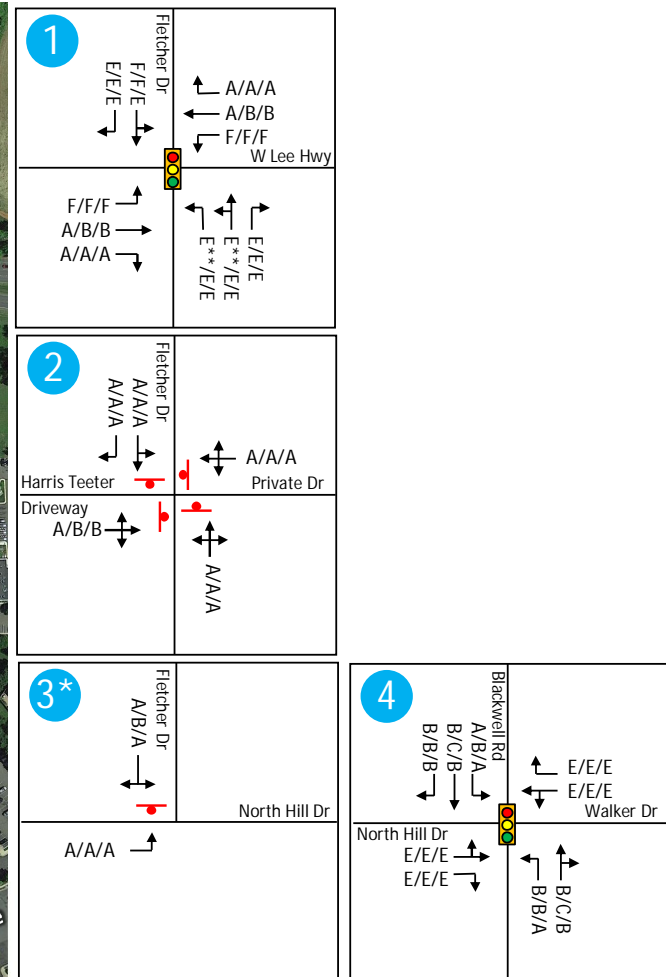 1
Fletcher Dr
E/E/E
F/F/E
A/A/A
A/B/B
F/F/F
W Lee Hwy
F/F/F
A/B/B
A/A/A
E**/E/E
E**/E/E
E/E/E
2
Fletcher Dr
A/A/A
A/A/A
A/A/A
Harris Teeter
Private Dr
Driveway
A/B/B
A/A/A
3*
Fletcher Dr
A/B/A
North Hill Dr
A/A/A
4
Blackwell Rd
B/B/B
B/C/B
A/B/A
E/E/E
E/E/E
Walker Dr
North Hill Dr
E/E/E
E/E/E
B/B/A
B/C/B